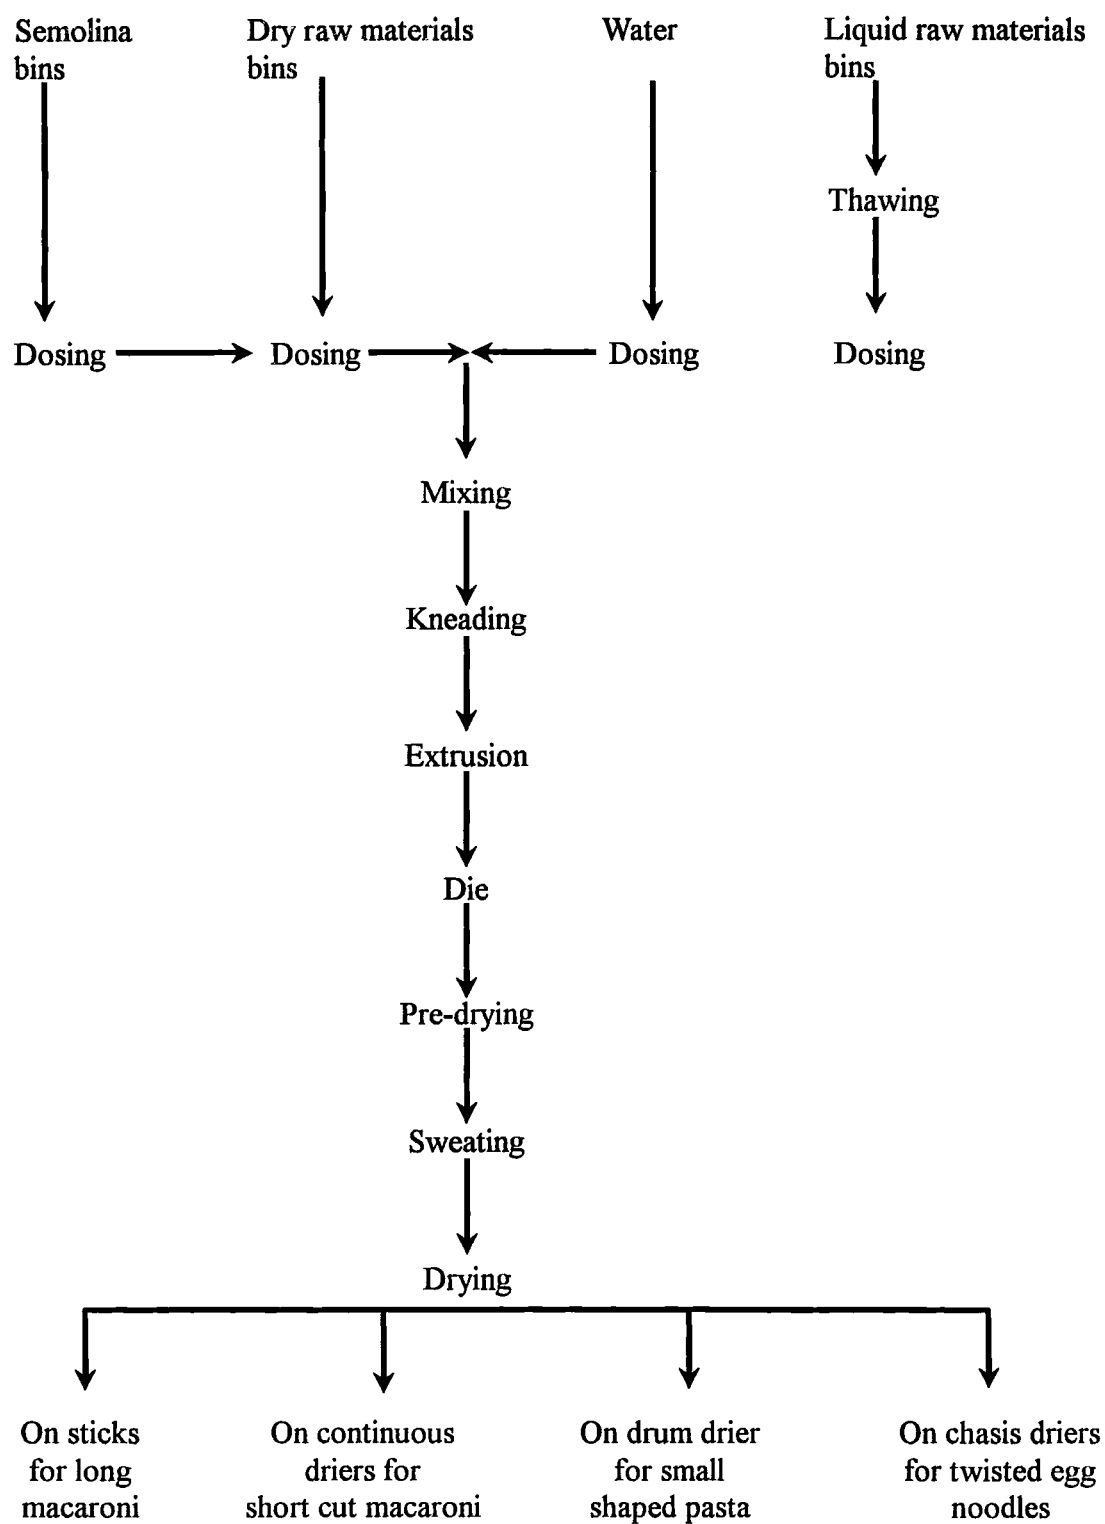 Semolina
bins
Dry raw materials
bins
Water
Liquid raw materials
bins
Thawing
Dosing
Dosing
Dosing
Dosing
Mixing
Kneading
Extrusion
Die
Pre-drying
Sweating
Drying
On sticks
for long
macaroni
On continuous
driers for
short cut macaroni
On drum drier
for small
shaped pasta
On chasis driers
for twisted egg
noodles